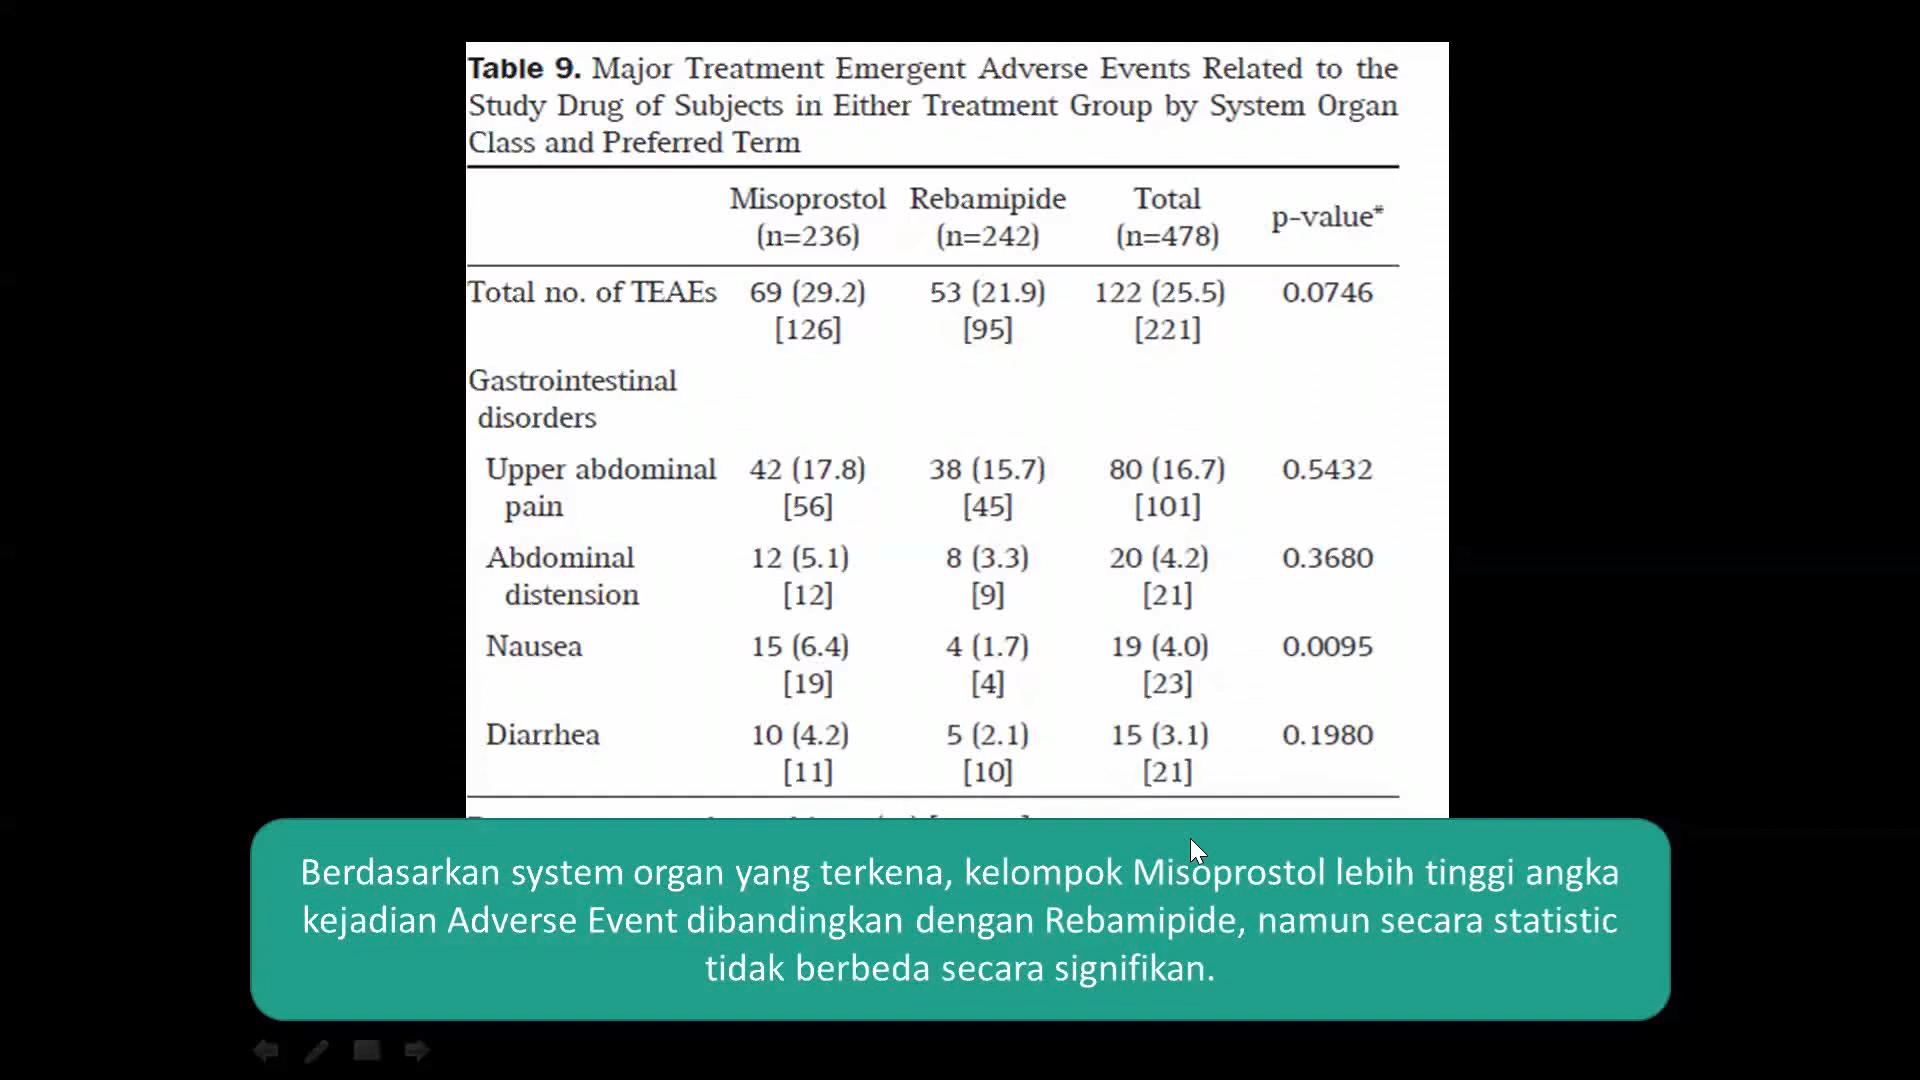 Table 9. Major Treatment Emergent Adverse Events Related to the
Study Drug of Subjects in Either Treatment Group by System Organ
Class and Preferred Term
Misoprostol Rebamipide Total p-value*
(n=236) (n=242) (n=478)
Total no. of TEAEs 69 (29.2) 53 (21.9) 122 (25.5) 0.0746
[126] [95] [221]
Gastrointestinal
disorders
Upper abdominal 42 (17.8) 38 (15.7) 80 (16.7) 0.5432
pain [56] [45] [101]
Abdominal 12 (5.1) 8 (3.3) 20 (4.2) 0.3680
distension [12] [9] [21]
Nausea 15 (6.4) 4 (1.7) 19 (4.0) 0.0095
[19] [4] [23]
Diarrhea 10 (4.2) 5 (2.1) 15 (3.1) 0.1980
[11] [10] [21]
Berdasarkan system organ yang terkena, kelompok Misoprostol lebih tinggi angka
kejadian Adverse Event dibandingkan dengan Rebamipide, namun secara statistic
tidak berbeda secara signifikan.